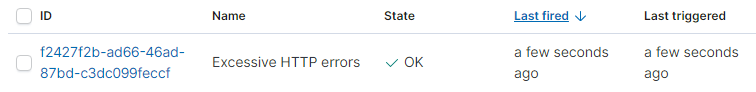 ID Name State Last fired Last triggered
f2427f2b-ad66-46ad- Excessive HTTP errors OK a few seconds a few seconds
87bd-c3dc099feccf ago ago